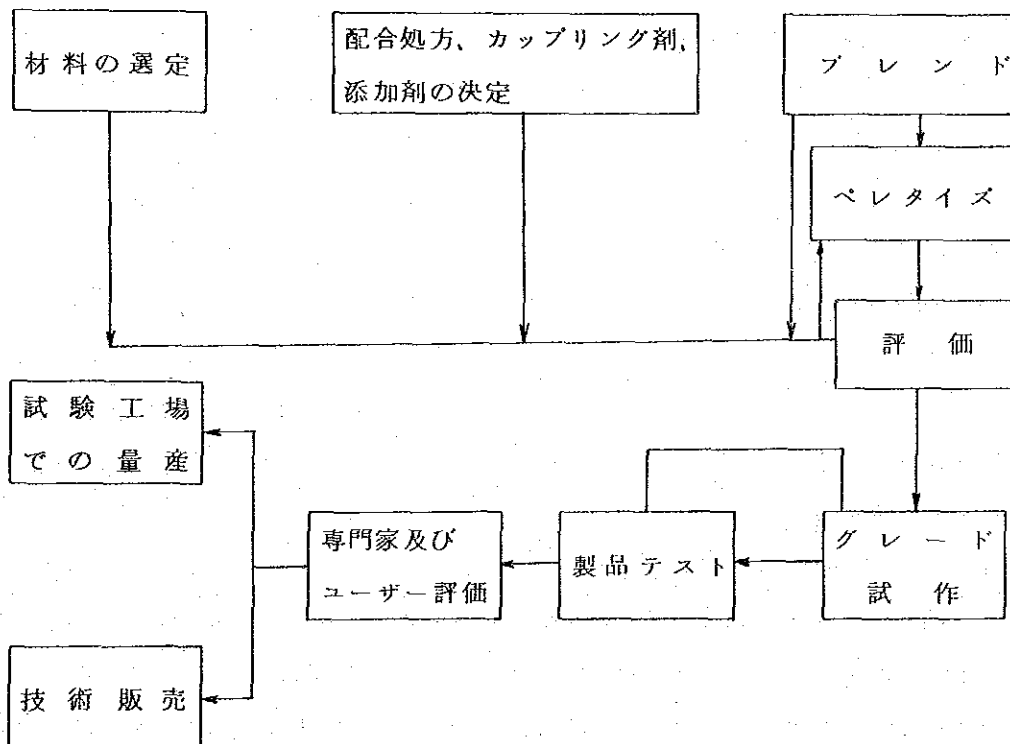 材料の選定
配合処方、カップリング剤、
添加剤の決定
ブレンド
ペレタイズ
評価
試験工場
での量産
専門家及び
ユーザー評価
製品テスト
グレード
試作
技術販売